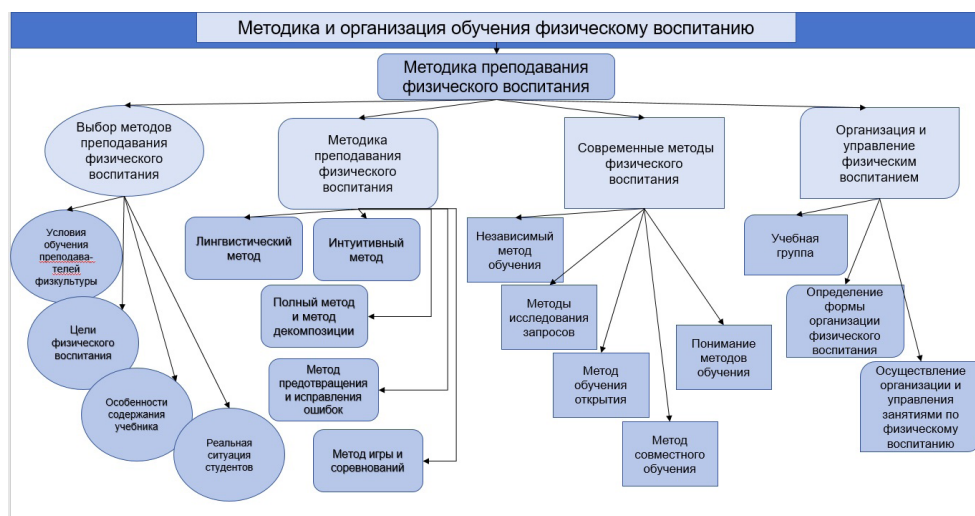 Методика и организация обучения физическому воспитанию
Методика преподавания
физического воспитания
Выбор методов
преподавания
физического
воспитания
Методика
преподавания
физического
воспитания
Современные методы
физического
воспитания
Организация и
управление
физическим
воспитанием
Условия
обучения
преподава-
телей
физкультуры
Цели
физического
воспитания
Особенности
содержания
учебника
Реальная
ситуация
студентов
Лингвистический
метод
Интуитивный
метод
Полный метод
и метод
декомпозиции
Метод
предотвращения
и исправления
ошибок
Метод игры и
соревнований
Независимый
метод
обучения
Методы
исследования
запросов
Метод
обучения
открытия
Понимание
методов
обучения
Метод
совместного
обучения
Учебная
группа
Определение
формы
организации
физического
воспитания
Осуществление
организации и
управления
занятиями по
физическому
воспитанию